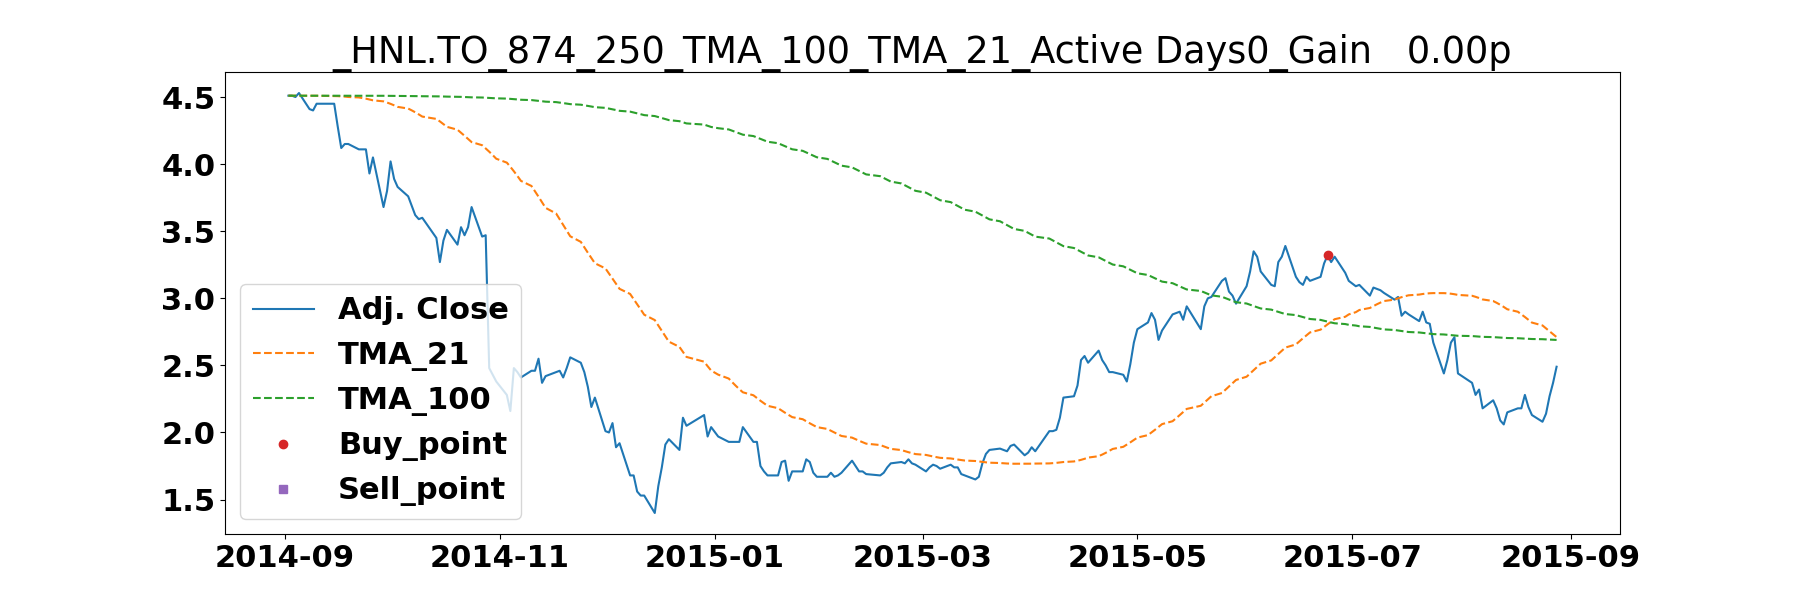 _HNL.TO_874_250_TMA_100_TMA_21_Active Days0_Gain   0.00p
4.5
4.0
3.5
3.0
2.5
2.0
1.5
Adj. Close
TMA_21
TMA_100
Buy_point
Sell_point
2014-09 2014-11 2015-01 2015-03 2015-05 2015-07 2015-09